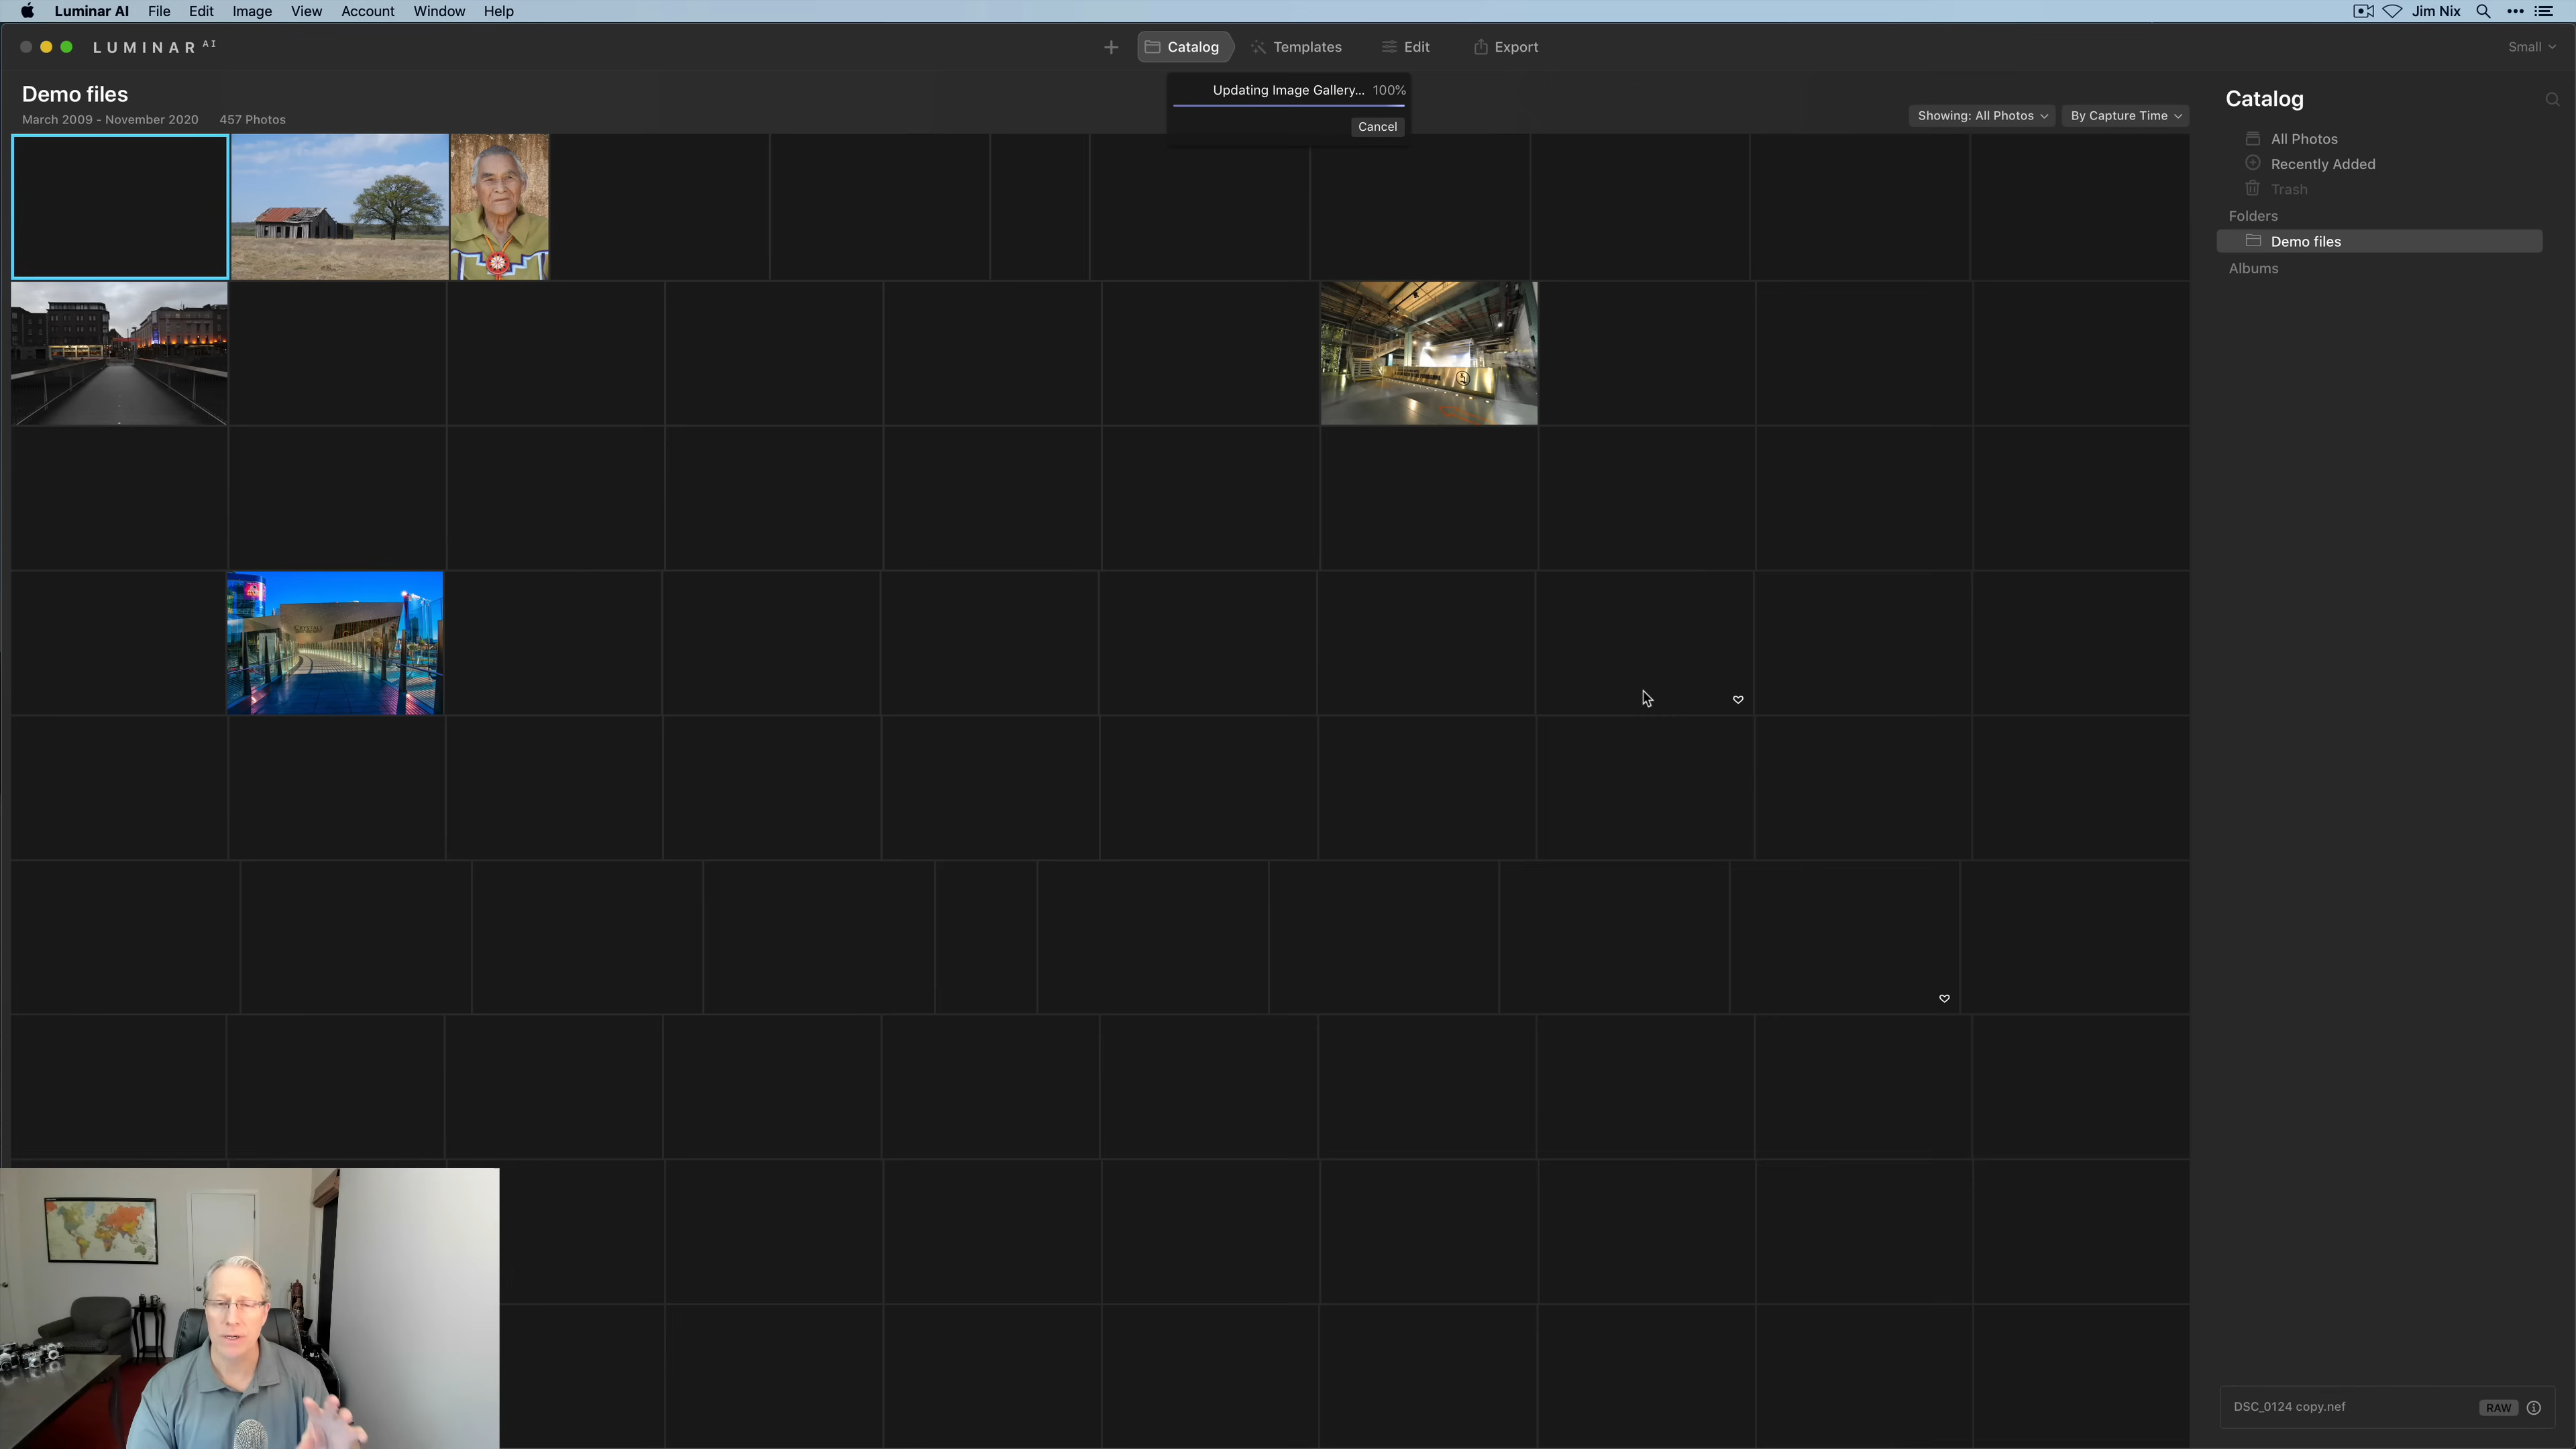 Luminar AI File Edit Image View Account Window Help Jim Nix
LUMINAR AI Catalog Templates Edit Export Small
Updating Image Gallery... 100%
Cancel
Demo files
March 2009 - November 2020 457 Photos
Showing: All Photos By Capture Time
CRYSTALS
Catalog
All Photos
Recently Added
Trash
Folders
Demo files
Albums
DSC_0124 copy.nef RAW